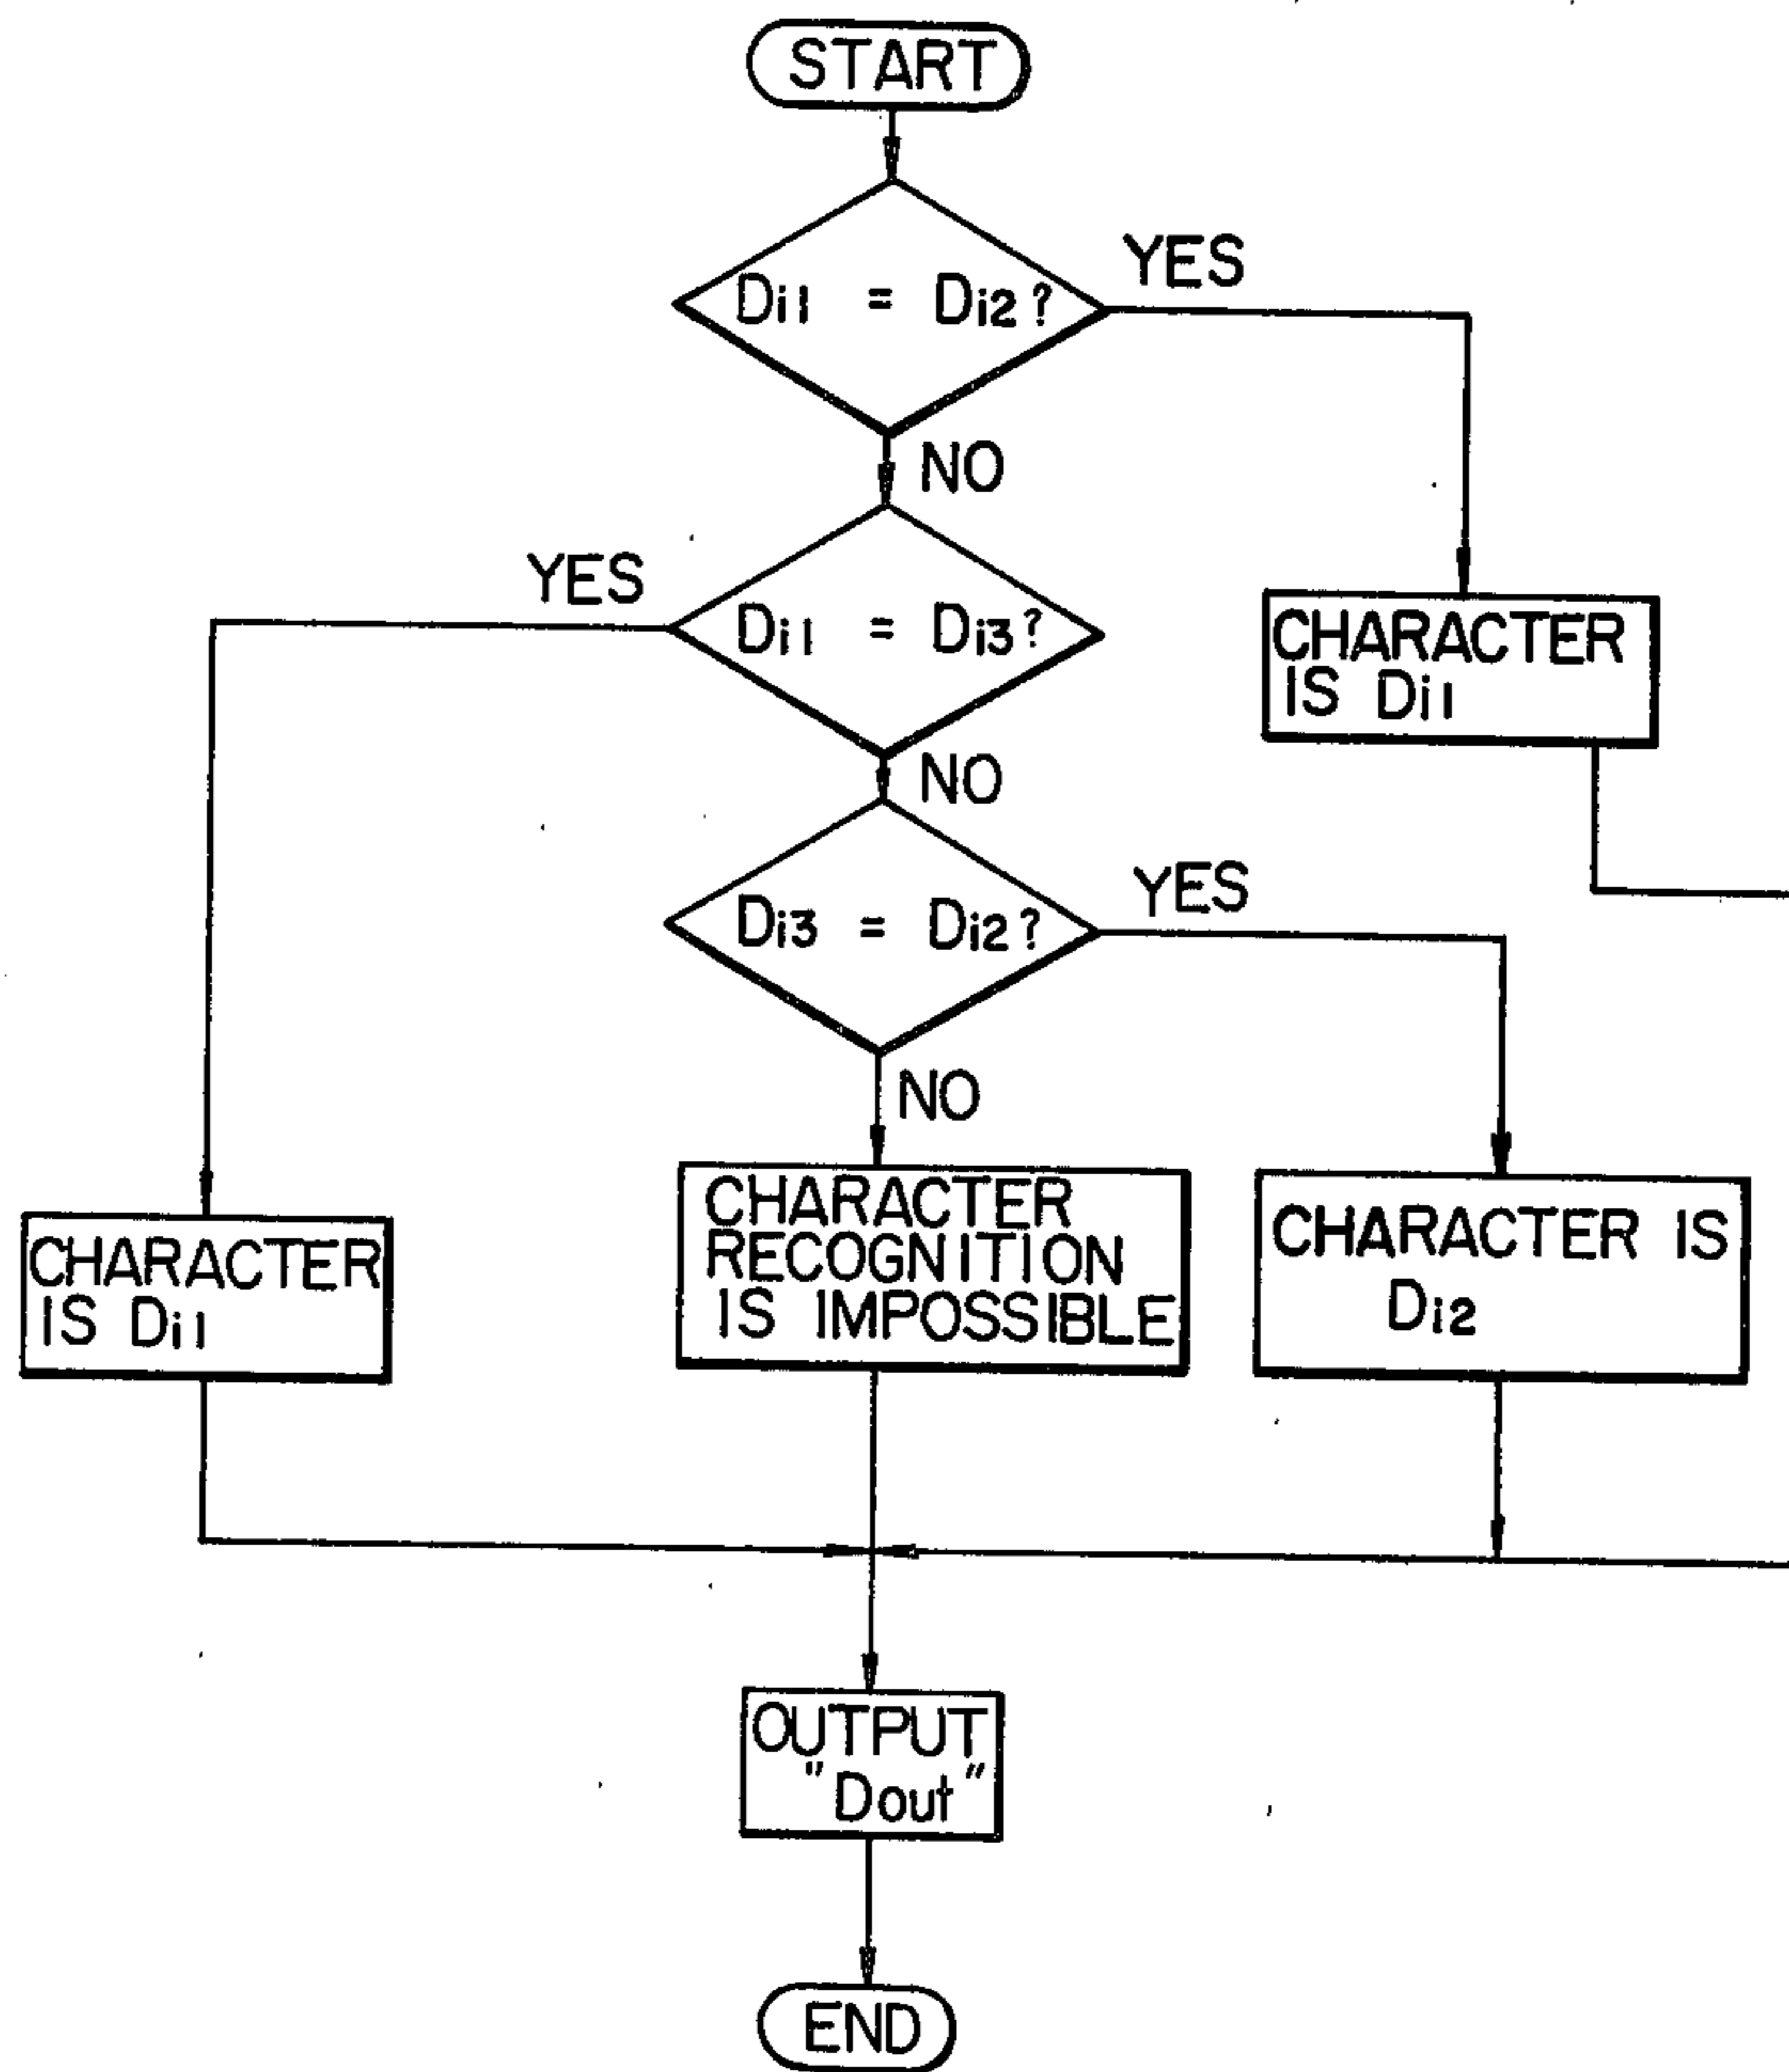 START
Di1 = Di2?
YES
NO
YES
Di1 = Di3?
CHARACTER
IS Di1
NO
Di3 = Di2?
YES
NO
CHARACTER
IS Di1
CHARACTER
RECOGNITION
IS IMPOSSIBLE
CHARACTER IS
Di2
OUTPUT
"Dout"
END